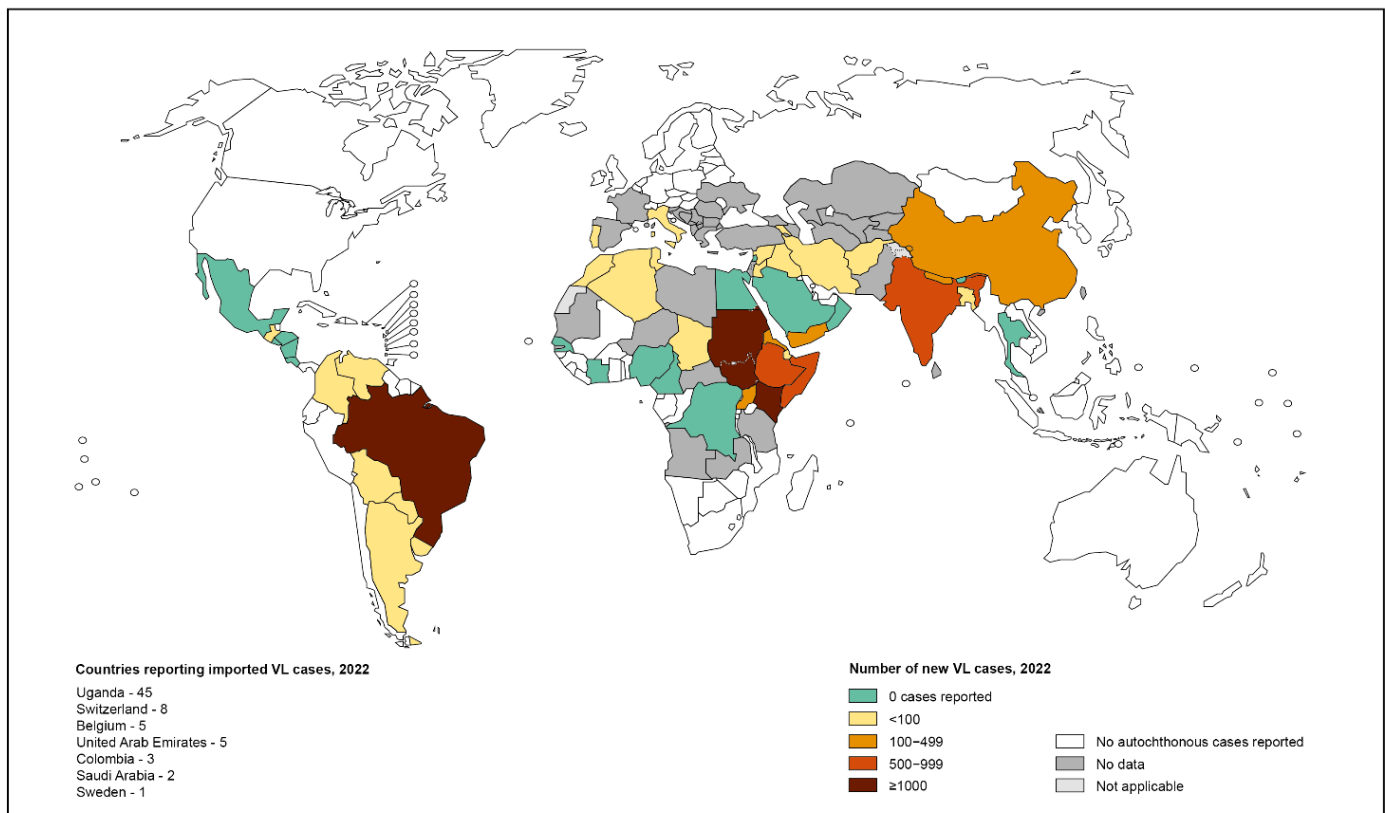 Countries reporting imported VL cases, 2022
Uganda - 45
Switzerland - 8
Belgium - 5
United Arab Emirates - 5
Colombia - 3
Saudi Arabia - 2
Sweden - 1
Number of new VL cases, 2022
0 cases reported
<100
100–499
500–999
≥1000
No autochthonous cases reported
No data
Not applicable